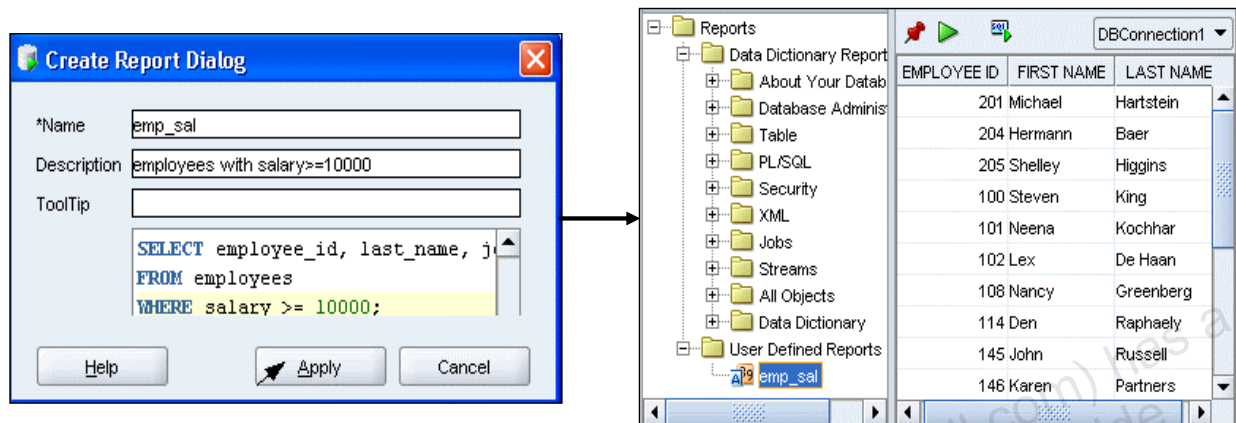 Create Report Dialog
*Name emp_sal
Description employees with salary>=10000
ToolTip
SELECT employee_id, last_name, j
FROM employees
WHERE salary >= 10000;
Help Apply Cancel
Reports
Data Dictionary Report
About Your Datab
Database Adminis
Table
PL/SQL
Security
XML
Jobs
Streams
All Objects
Data Dictionary
User Defined Reports
emp_sal
SQL DBConnection1
EMPLOYEE ID FIRST NAME LAST NAME
201 Michael Hartstein
204 Hermann Baer
205 Shelley Higgins
100 Steven King
101 Neena Kochhar
102 Lex De Haan
108 Nancy Greenberg
114 Den Raphaely
145 John Russell
146 Karen Partners
com) has a